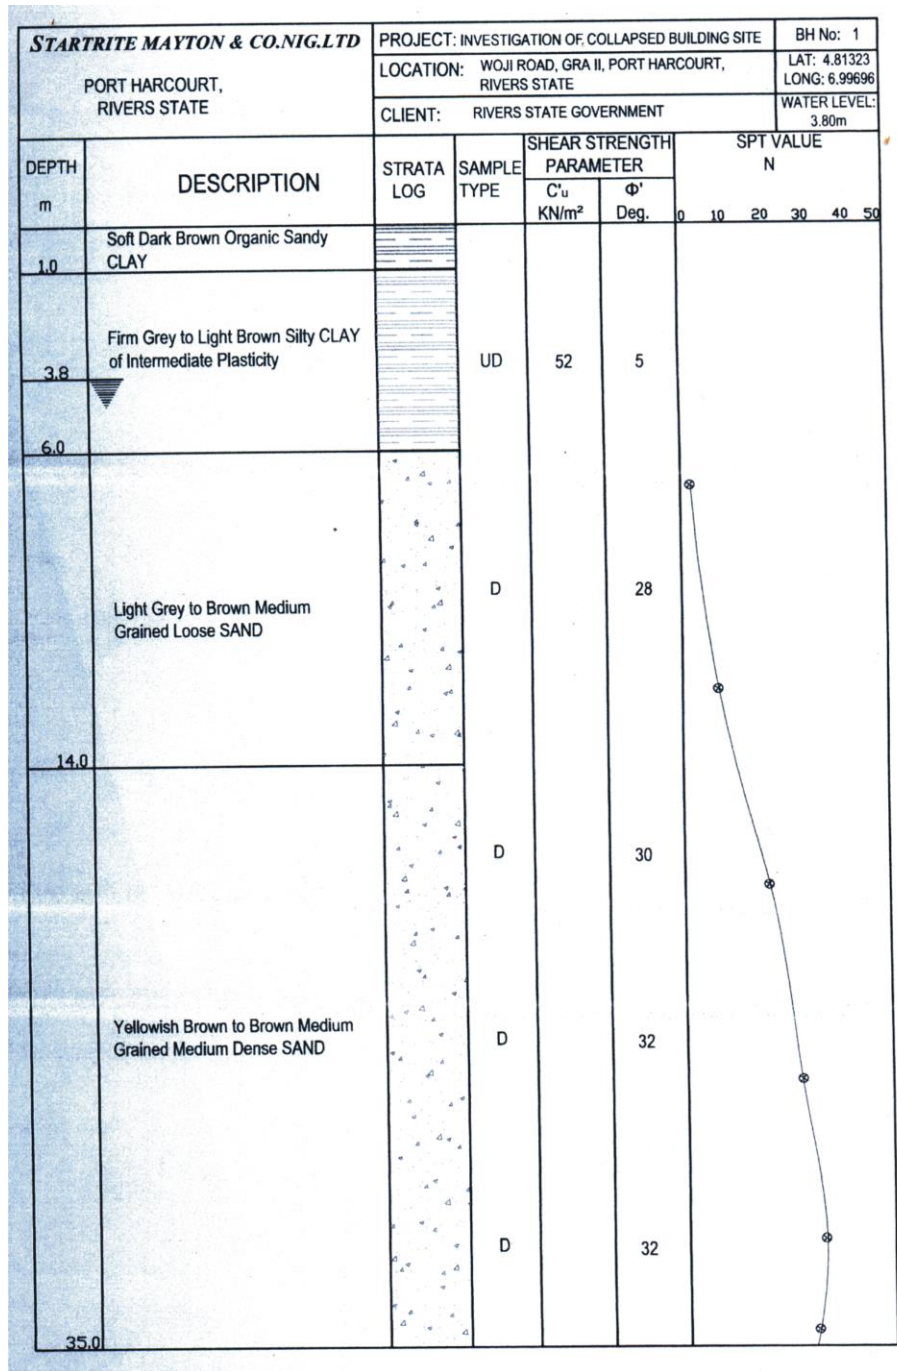 STARTRITE MAYTON & CO.NIG.LTD
PORT HARCOURT,
RIVERS STATE
PROJECT: INVESTIGATION OF COLLAPSED BUILDING SITE
BH No: 1
LOCATION: WOJI ROAD, GRA II, PORT HARCOURT,
RIVERS STATE
LAT: 4.81323
LONG: 6.99696
CLIENT: RIVERS STATE GOVERNMENT
WATER LEVEL:
3.80m
DEPTH
m
DESCRIPTION
STRATA
LOG
SAMPLE
TYPE
SHEAR STRENGTH
PARAMETER
C'u
KN/m²
Φ'
Deg.
SPT VALUE
N
0 10 20 30 40 50
Soft Dark Brown Organic Sandy
CLAY
1.0
Firm Grey to Light Brown Silty CLAY
of Intermediate Plasticity
UD 52 5
3.8
6.0
Light Grey to Brown Medium
Grained Loose SAND
D 28
14.0
D 30
Yellowish Brown to Brown Medium
Grained Medium Dense SAND
D 32
D 32
35.0